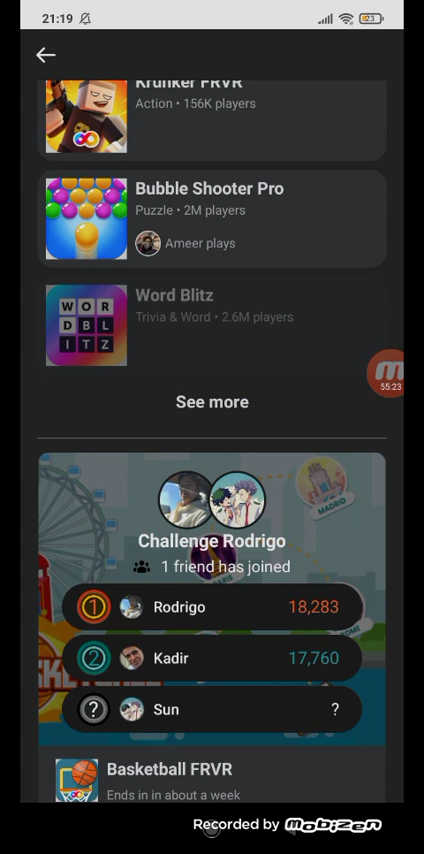 21:19
23
Krunker FRVR
Action • 156K players
Bubble Shooter Pro
Puzzle • 2M players
Ameer plays
W O R
D B L
I T Z
Word Blitz
Trivia & Word • 2.6M players
55:23
See more
MADRID
Challenge Rodrigo
1 friend has joined
1 Rodrigo 18,283
2 Kadir 17,760
? Sun ?
Basketball FRVR
Ends in in about a week
Recorded by MOBIZEN